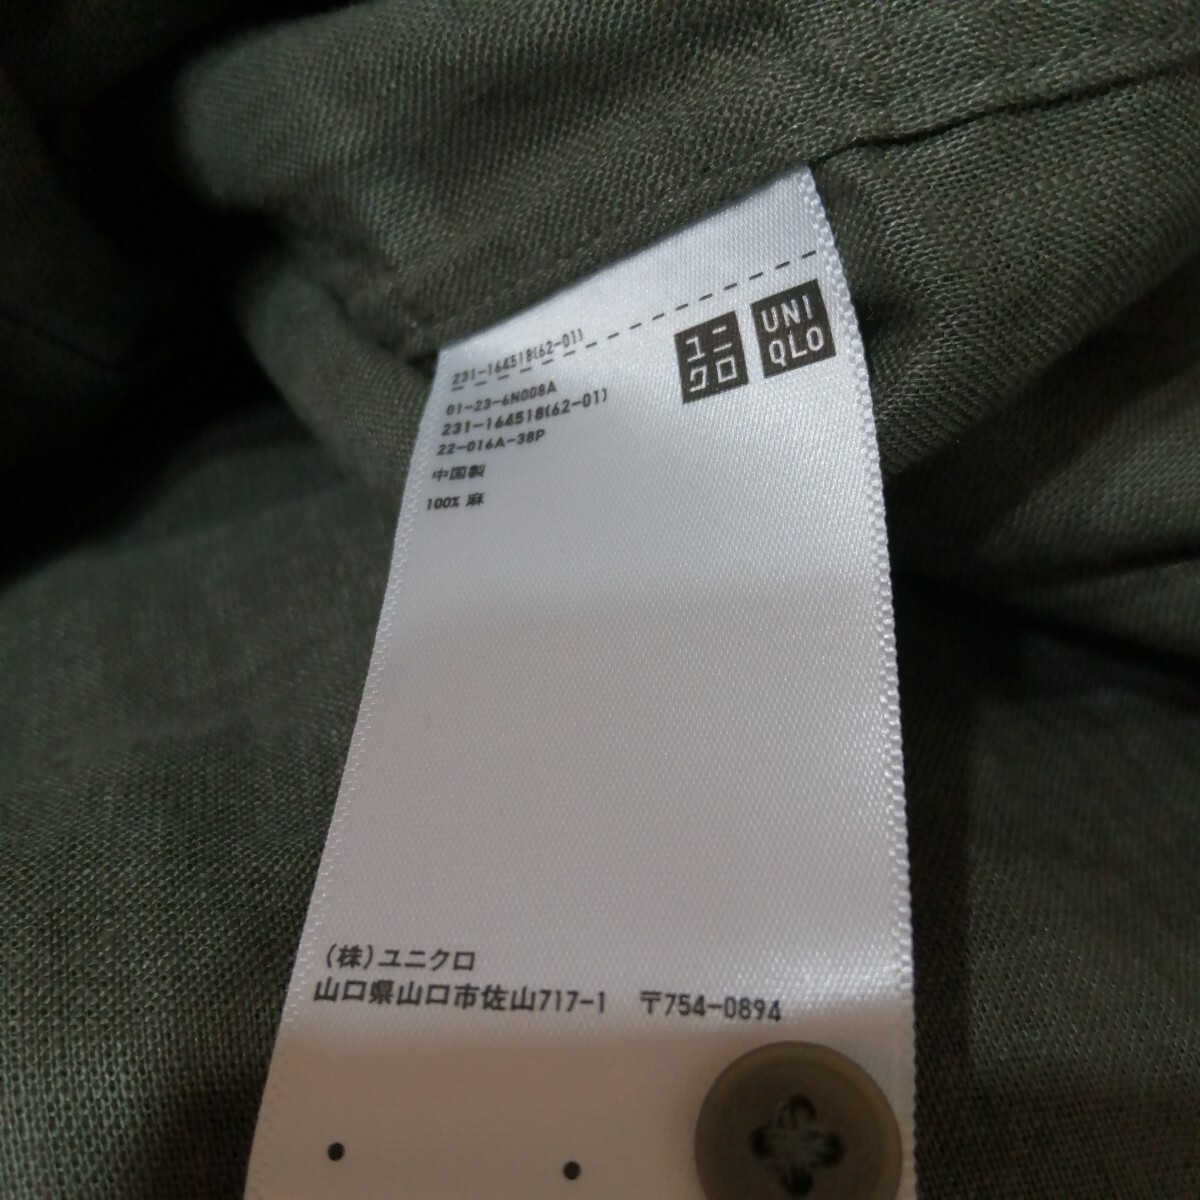 231-164518(62-01)
ユニ
クロ
UNI
QLO
01-23-6N008A
231-164518(62-01)
22-016A-38P
中国製
100% 麻
(株)ユニクロ
山口県山口市佐山717-1 〒754-0894